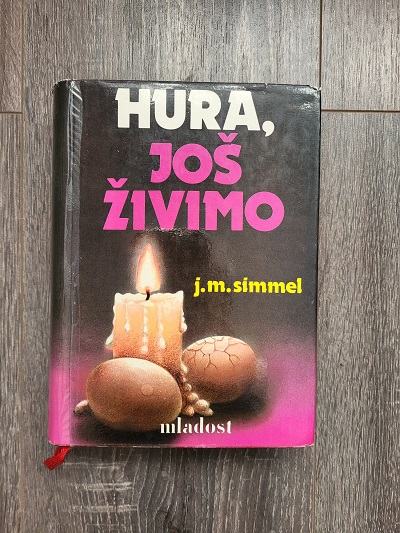 HURA,
JOŠ
ŽIVIMO
j.m.simmel
mladost